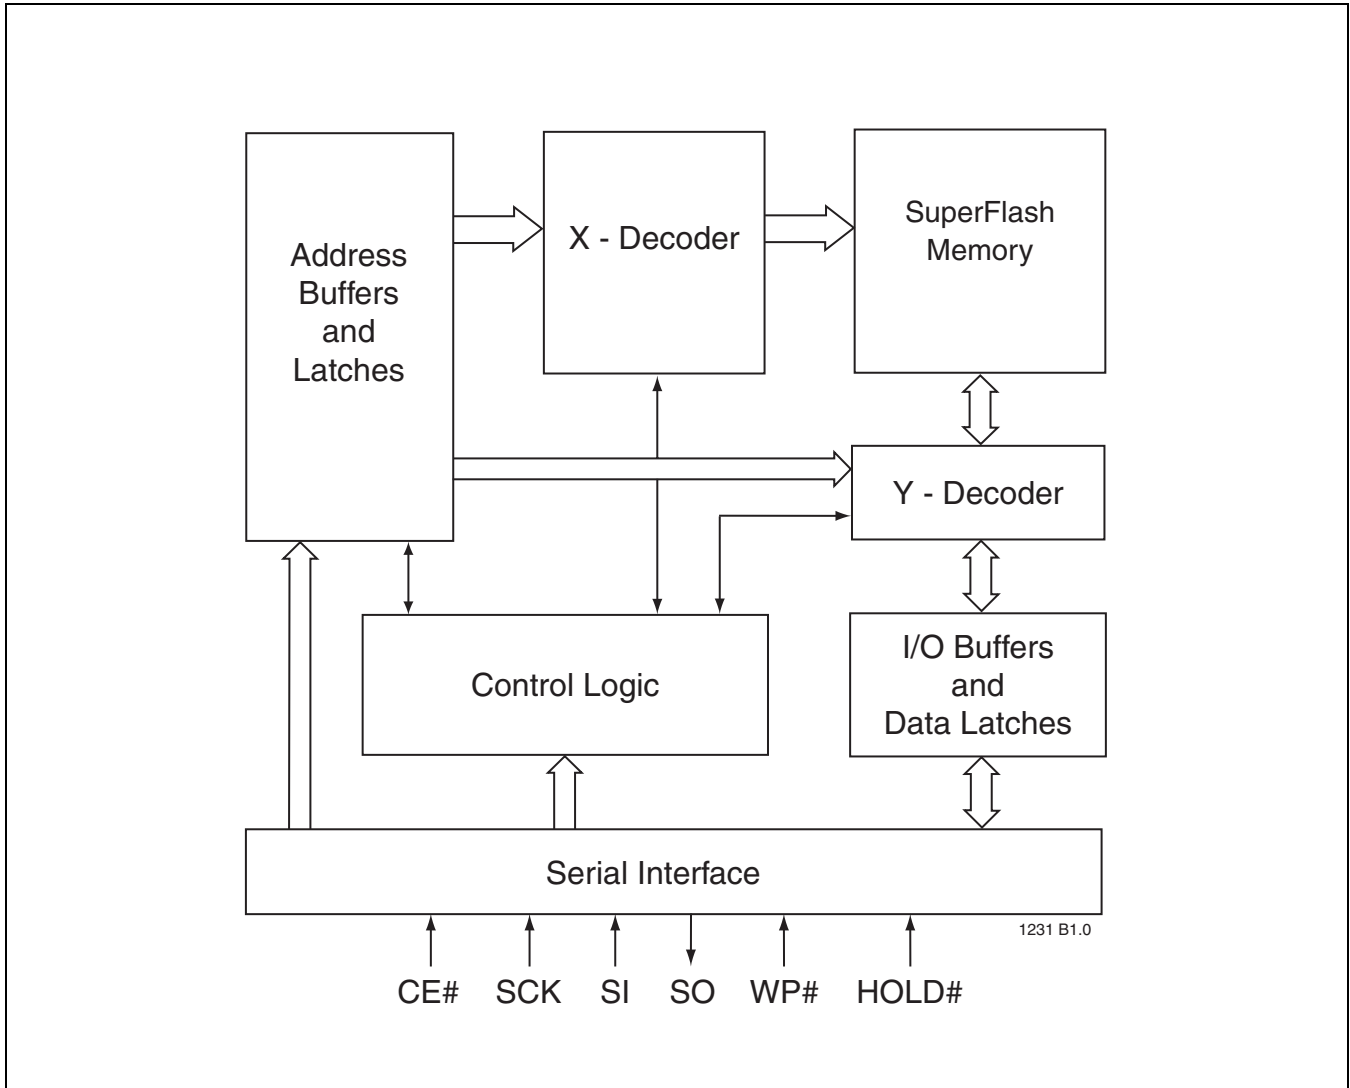 Address
Buffers
and
Latches
X - Decoder
SuperFlash
Memory
Y - Decoder
Control Logic
I/O Buffers
and
Data Latches
Serial Interface
1231 B1.0
CE# SCK SI SO WP# HOLD#